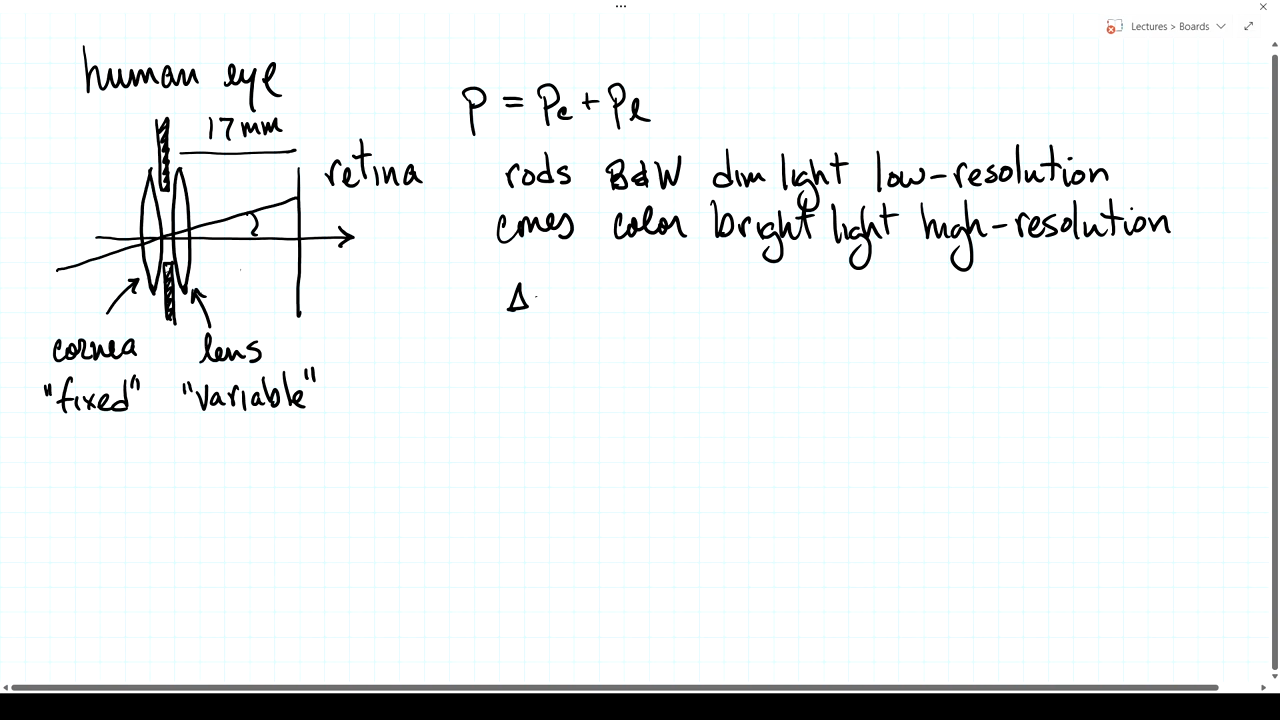 ...
Lectures > Boards
human eye
17mm
retina
cornea
"fixed"
lens
"variable"
P = Pc + Pl
rods B&W dim light low-resolution
cones color bright light high-resolution
Δ